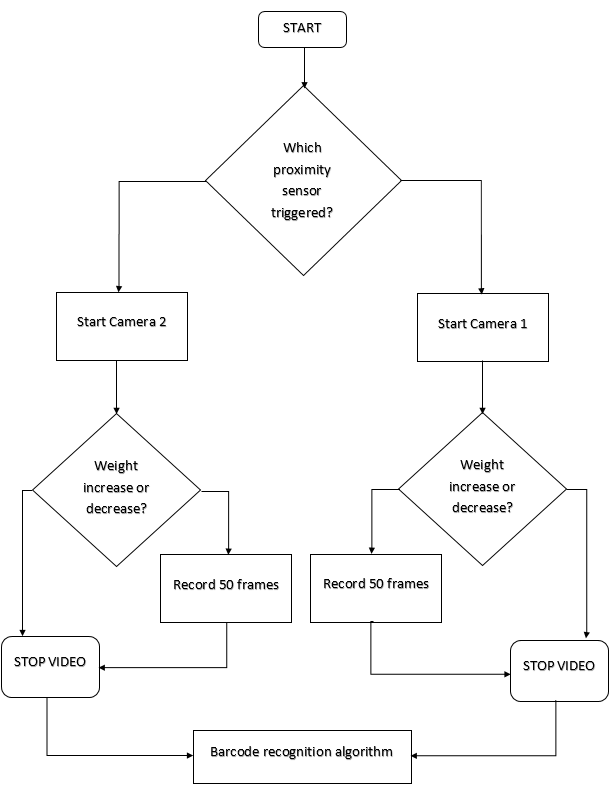 START
Which
proximity
sensor
triggered?
Start Camera 2
Start Camera 1
Weight
increase or
decrease?
Weight
increase or
decrease?
Record 50 frames
Record 50 frames
STOP VIDEO
STOP VIDEO
Barcode recognition algorithm